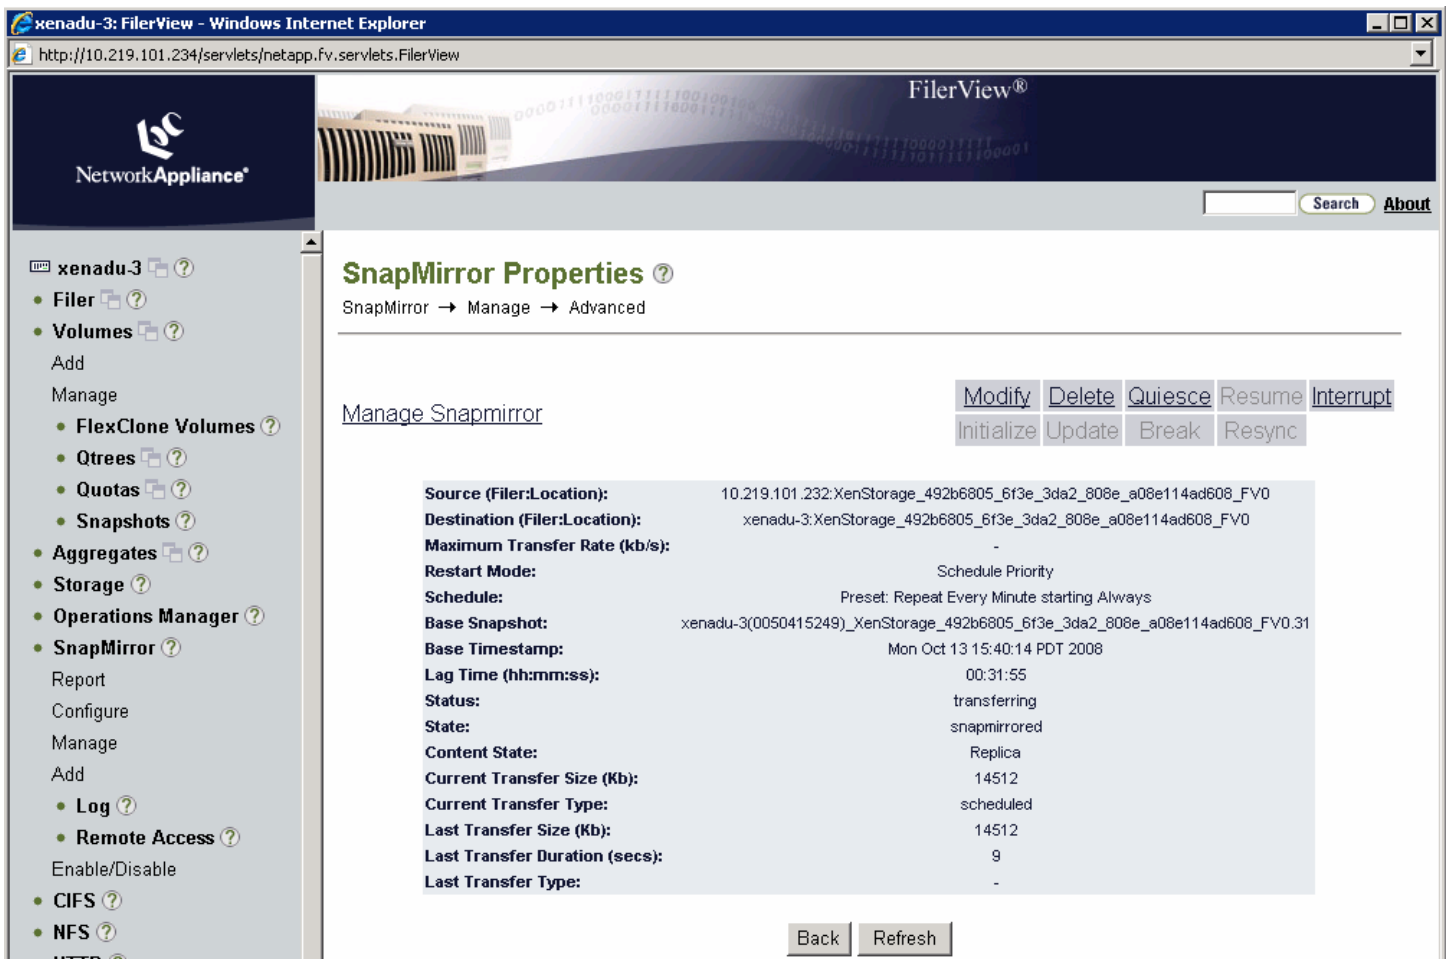 xenadu-3: FilerView - Windows Internet Explorer
http://10.219.101.234/servlets/netapp.fv.servlets.FilerView
FilerView®
NetworkAppliance®
Search About
xenadu-3
Filer
Volumes
Add
Manage
FlexClone Volumes
Qtrees
Quotas
Snapshots
Aggregates
Storage
Operations Manager
SnapMirror
Report
Configure
Manage
Add
Log
Remote Access
Enable/Disable
CIFS
NFS
HTTP
SnapMirror Properties
SnapMirror → Manage → Advanced
Manage Snapmirror
Modify Delete Quiesce Resume Interrupt
Initialize Update Break Resync
Source (Filer:Location): 10.219.101.232:XenStorage_492b6805_6f3e_3da2_808e_a08e114ad608_FV0
Destination (Filer:Location): xenadu-3:XenStorage_492b6805_6f3e_3da2_808e_a08e114ad608_FV0
Maximum Transfer Rate (kb/s): -
Restart Mode: Schedule Priority
Schedule: Preset: Repeat Every Minute starting Always
Base Snapshot: xenadu-3(0050415249)_XenStorage_492b6805_6f3e_3da2_808e_a08e114ad608_FV0.31
Base Timestamp: Mon Oct 13 15:40:14 PDT 2008
Lag Time (hh:mm:ss): 00:31:55
Status: transferring
State: snapmirrored
Content State: Replica
Current Transfer Size (Kb): 14512
Current Transfer Type: scheduled
Last Transfer Size (Kb): 14512
Last Transfer Duration (secs): 9
Last Transfer Type: -
Back Refresh